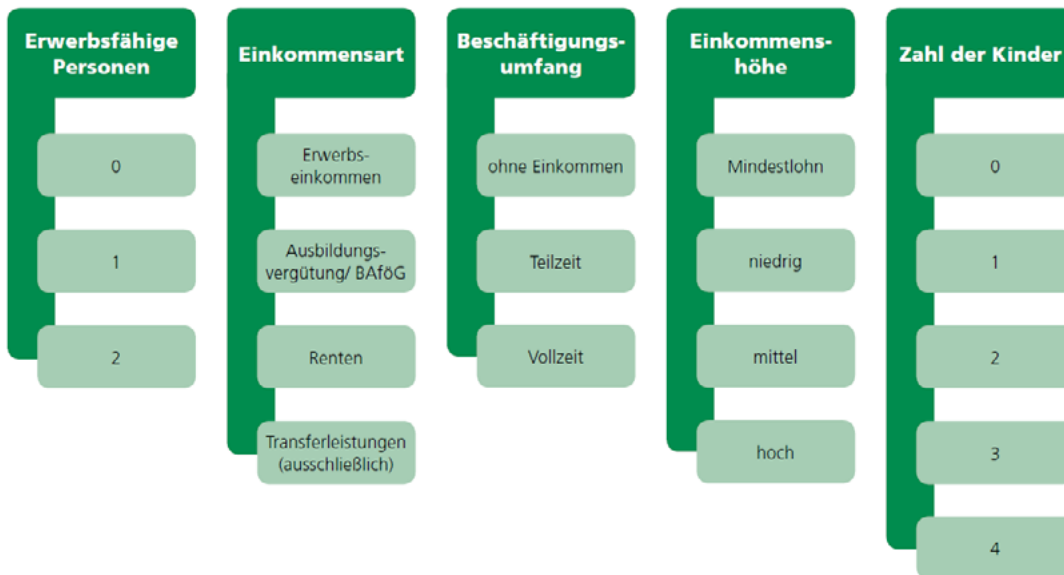 Erwerbsfähige
Personen
0
1
2
Einkommensart
Erwerbs-
einkommen
Ausbildungs-
vergütung/ BAföG
Renten
Transferleistungen
(ausschließlich)
Beschäftigungs-
umfang
ohne Einkommen
Teilzeit
Vollzeit
Einkommens-
höhe
Mindestlohn
niedrig
mittel
hoch
Zahl der Kinder
0
1
2
3
4